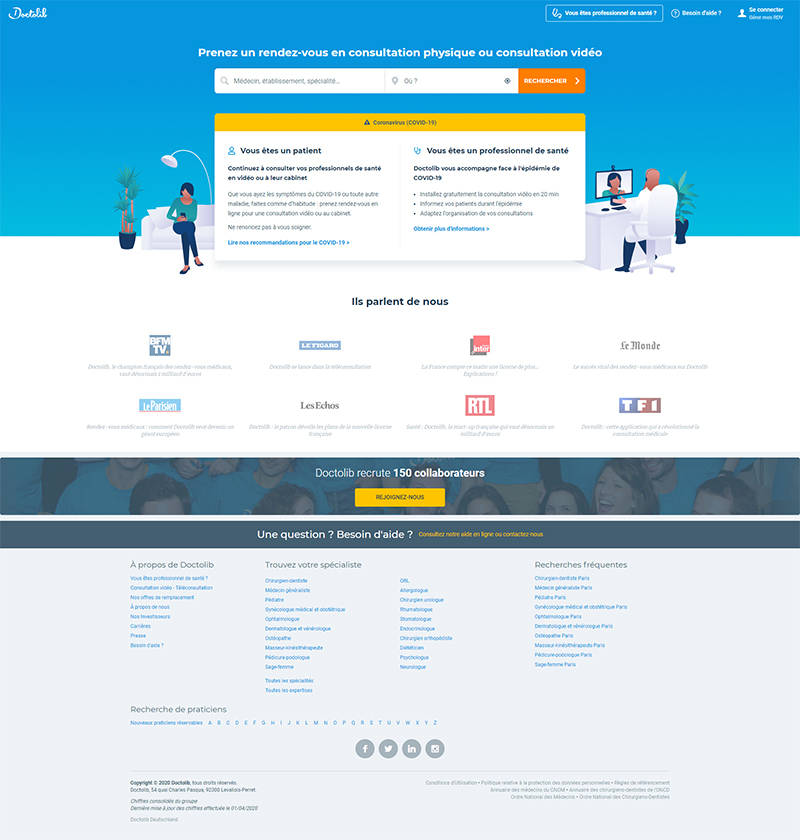 Doctolib
Vous êtes professionnel de santé ?
Besoin d'aide ?
Se connecter
Gérer mes RDV
Prenez un rendez-vous en consultation physique ou consultation vidéo
Médecin, établissement, spécialité...
Où ?
RECHERCHER
Coronavirus (COVID-19)
Vous êtes un patient
Continuez à consulter vos professionnels de santé
en vidéo ou à leur cabinet
Que vous ayez les symptômes du COVID-19 ou toute autre
maladie, faites comme d'habitude : prenez rendez-vous en
ligne pour une consultation vidéo ou au cabinet.
Ne renoncez pas à vous soigner.
Lire nos recommandations pour le COVID-19 >
Vous êtes un professionnel de santé
Doctolib vous accompagne face à l'épidémie de
COVID-19
• Installez gratuitement la consultation vidéo en 20 min
• Informez vos patients durant l'épidémie
• Adaptez l'organisation de vos consultations
Obtenir plus d'informations >
Ils parlent de nous
BFM
TV.
LE FIGARO
inter
Le Monde
Doctolib, le champion français des rendez-vous médicaux,
vaut désormais 1 milliard d'euros
Doctolib se lance dans la téléconsultation
La France compte ce matin une licorne de plus...
Explications !
Le succès vital des rendez-vous médicaux sur Doctolib
Le Parisien
Les Echos
RTL
TF1
Rendez-vous médicaux : comment Doctolib veut devenir un
géant européen
Doctolib : le patron dévoile les plans de la nouvelle licorne
française
Santé : Doctolib, la start-up française qui vaut désormais un
milliard d'euros
Doctolib : cette application qui a révolutionné la
consultation médicale
Doctolib recrute 150 collaborateurs
REJOIGNEZ-NOUS
Une question ? Besoin d'aide ? Consultez notre aide en ligne ou contactez-nous
À propos de Doctolib
Vous êtes professionnel de santé ?
Consultation vidéo - Téléconsultation
Nos offres de remplacement
À propos de nous
Nos Investisseurs
Carrières
Presse
Besoin d'aide ?
Trouvez votre spécialiste
Chirurgien-dentiste
Médecin généraliste
Pédiatre
Gynécologue médical et obstétrique
Ophtalmologue
Dermatologue et vénérologue
Ostéopathe
Masseur-kinésithérapeute
Pédicure-podologue
Sage-femme
Toutes les spécialités
Toutes les expertises
ORL
Allergologue
Chirurgien urologue
Rhumatologue
Stomatologue
Endocrinologue
Chirurgien orthopédiste
Diététicien
Psychologue
Neurologue
Recherches fréquentes
Chirurgien-dentiste Paris
Médecin généraliste Paris
Pédiatre Paris
Gynécologue médical et obstétrique Paris
Ophtalmologue Paris
Dermatologue et vénérologue Paris
Ostéopathe Paris
Masseur-kinésithérapeute Paris
Pédicure-podologue Paris
Sage-femme Paris
Recherche de praticiens
Nouveaux praticiens réservables A B C D E F G H I J K L M N O P Q R S T U V W X Y Z
Copyright © 2020 Doctolib, tous droits réservés.
Doctolib, 54 quai Charles Pasqua, 92300 Levallois-Perret.
Chiffres consolidés du groupe
Dernière mise à jour des chiffres effectuée le 01/04/2020
Doctolib Deutschland
Conditions d'Utilisation • Politique relative à la protection des données personnelles • Règles de référencement
Annuaire des médecins du CNOM • Annuaire des chirurgiens-dentistes de l'ONCD
Ordre National des Médecins • Ordre National des Chirurgiens-Dentistes